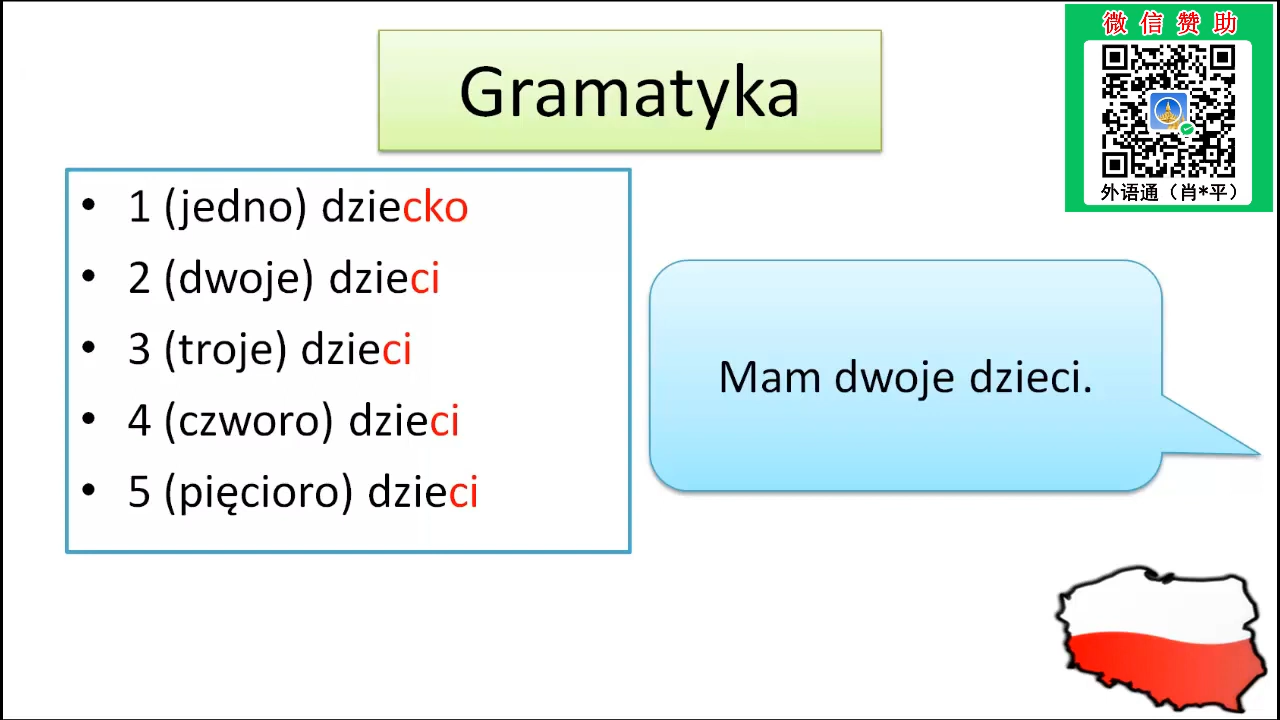 Gramatyka
• 1 (jedno) dziecko
• 2 (dwoje) dzieci
• 3 (troje) dzieci
• 4 (czworo) dzieci
• 5 (pięcioro) dzieci
Mam dwoje dzieci.
微信赞助
外语通（肖*平）